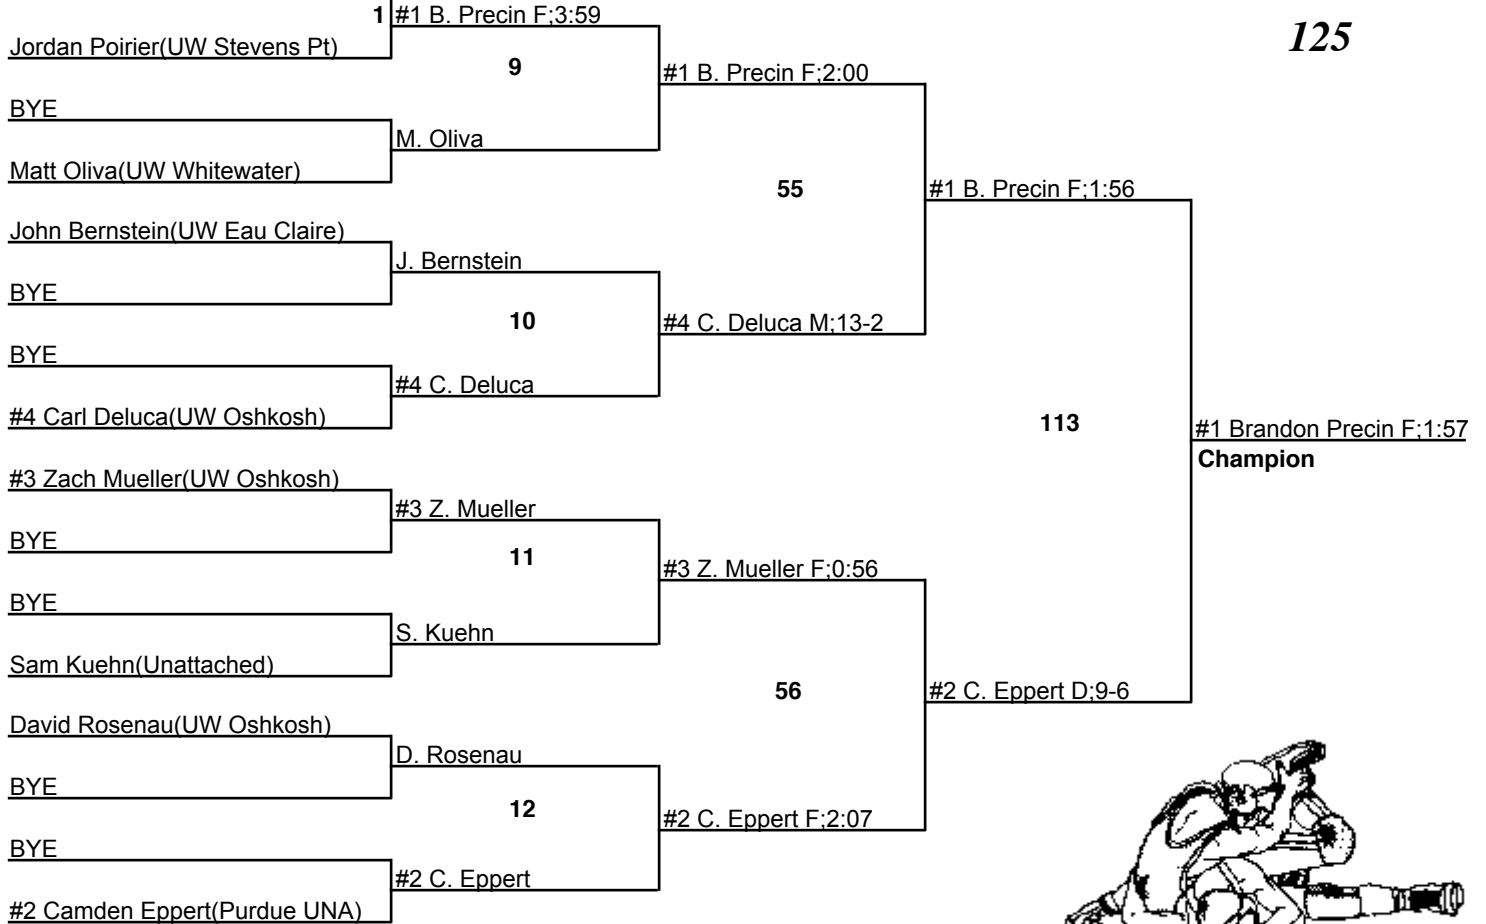 1 #1 B. Precin F;3:59
125
Jordan Poirier(UW Stevens Pt)
9
#1 B. Precin F;2:00
BYE
M. Oliva
Matt Oliva(UW Whitewater)
55
#1 B. Precin F;1:56
John Bernstein(UW Eau Claire)
J. Bernstein
BYE
10
#4 C. Deluca M;13-2
BYE
#4 C. Deluca
#4 Carl Deluca(UW Oshkosh)
113
#1 Brandon Precin F;1:57
Champion
#3 Zach Mueller(UW Oshkosh)
#3 Z. Mueller
BYE
11
#3 Z. Mueller F;0:56
BYE
S. Kuehn
Sam Kuehn(Unattached)
56
#2 C. Eppert D;9-6
David Rosenau(UW Oshkosh)
D. Rosenau
BYE
12
#2 C. Eppert F;2:07
BYE
#2 C. Eppert
#2 Camden Eppert(Purdue UNA)